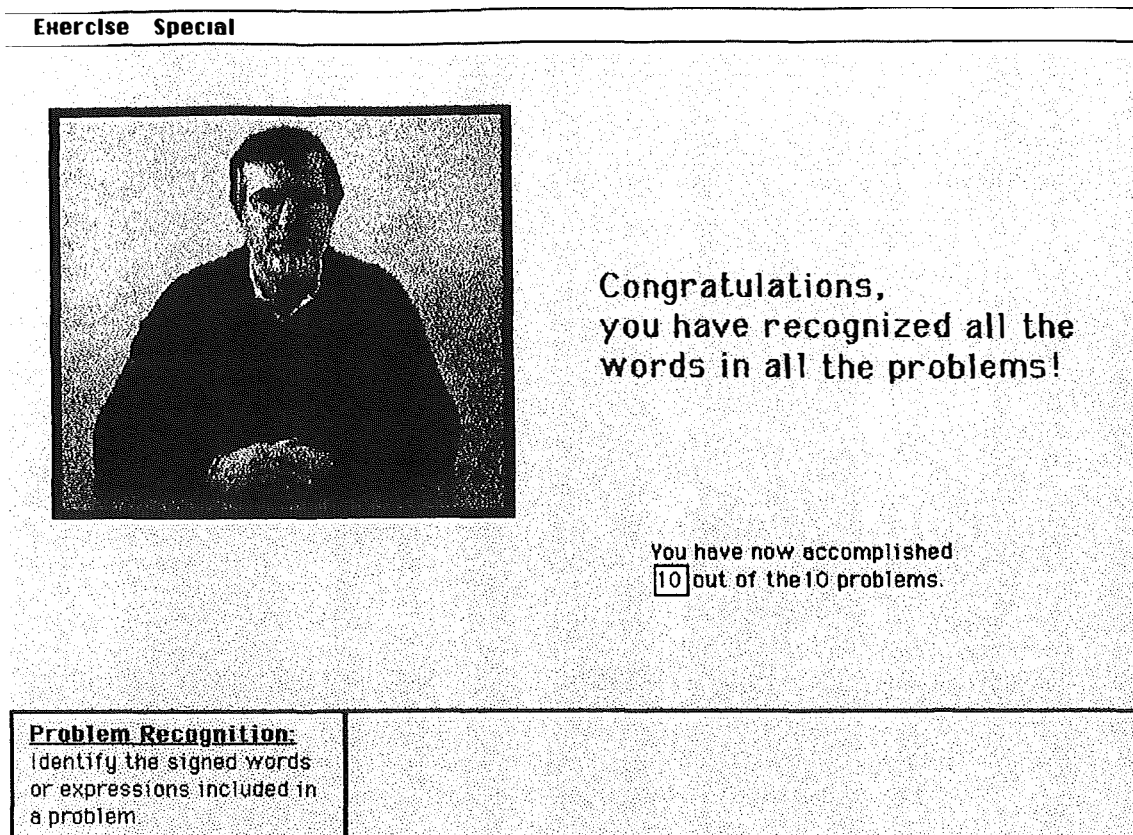 Exercise Special
Congratulations,
you have recognized all the
words in all the problems!
You have now accomplished
10 out of the 10 problems.
Problem Recognition:
Identify the signed words
or expressions included in
a problem